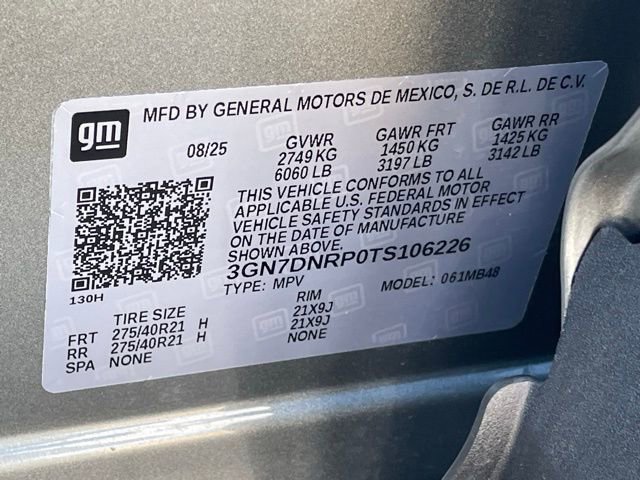 gm
MFD BY GENERAL MOTORS DE MEXICO, S. DE R.L. DE C.V.
08/25 GVWR GAWR FRT GAWR RR
2749 KG 1450 KG 1425 KG
6060 LB 3197 LB 3142 LB
THIS VEHICLE CONFORMS TO ALL
APPLICABLE U.S. FEDERAL MOTOR
VEHICLE SAFETY STANDARDS IN EFFECT
ON THE DATE OF MANUFACTURE
SHOWN ABOVE.
3GN7DNRP0TS106226
TYPE: MPV MODEL: 061MB48
130H
TIRE SIZE RIM
FRT 275/40R21 H 21X9J
RR 275/40R21 H 21X9J
SPA NONE NONE